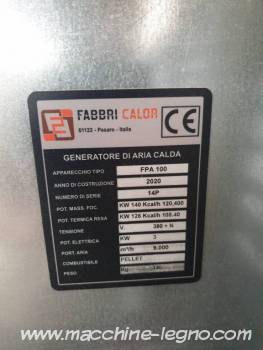 FABBRI CALOR
61122 - Pesaro - Italia
CE
GENERATORE DI ARIA CALDA
APPARECCHIO TIPO FPA 100
ANNO DI COSTRUZIONE 2020
NUMERO DI SERIE 14P
POT. MASS. FOC. KW 140 Kcal/h 120,400
POT. TERMICA RESA KW 126 Kcal/h 108.40
TENSIONE V. 380 + N
POT. ELETTRICA KW 3
PORT. ARIA m³/h 9.000
COMBUSTIBILE PELLET
PESO Kg
www.macchine-legno.com